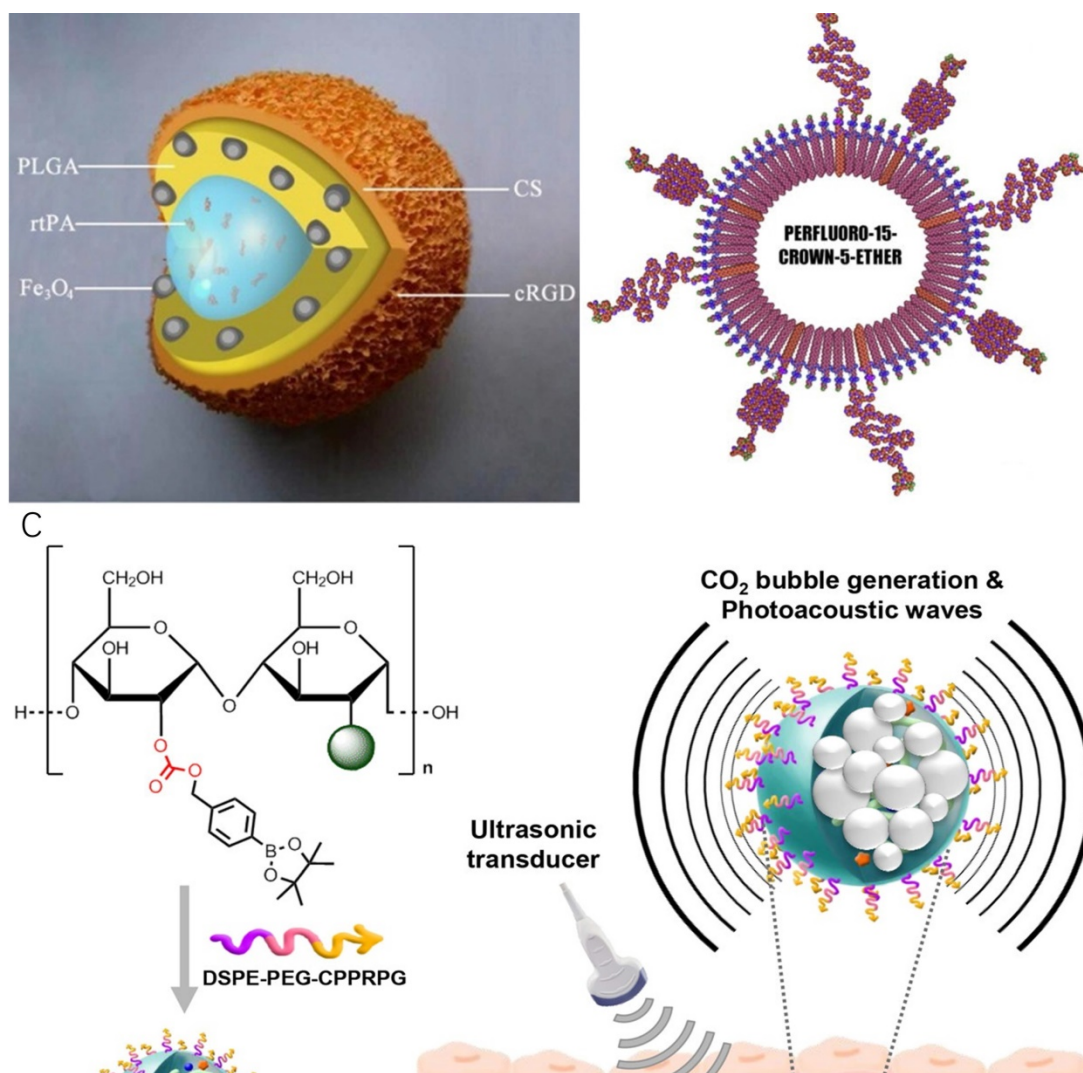 PLGA
rtPA
Fe₃O₄
CS
cRGD
PERFLUORO-15-
CROWN-5-ETHER
C
CH₂OH
CH₂OH
O
O
OH
OH
H
O
O
OH
n
O
O
O
B
O
O
DSPE-PEG-CPPRPG
CO₂ bubble generation &
Photoacoustic waves
Ultrasonic
transducer